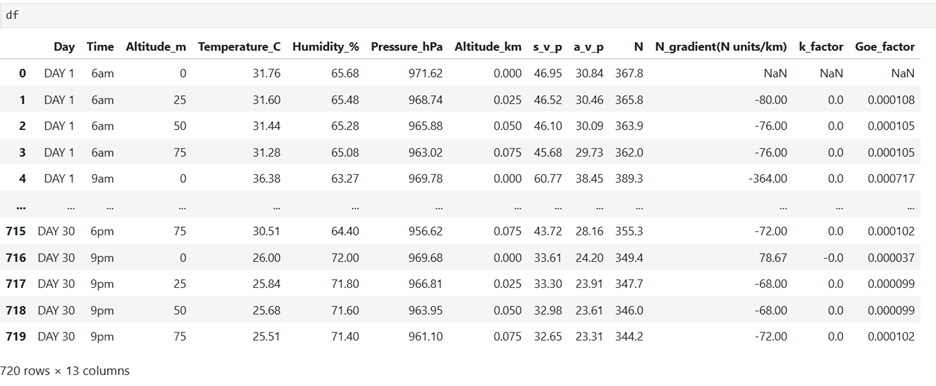 df
Day Time Altitude_m Temperature_C Humidity_% Pressure_hPa Altitude_km s_v_p a_v_p N N_gradient(N units/km) k_factor Goe_factor
0 DAY 1 6am 0 31.76 65.68 971.62 0.000 46.95 30.84 367.8 NaN NaN NaN
1 DAY 1 6am 25 31.60 65.48 968.74 0.025 46.52 30.46 365.8 -80.00 0.0 0.000108
2 DAY 1 6am 50 31.44 65.28 965.88 0.050 46.10 30.09 363.9 -76.00 0.0 0.000105
3 DAY 1 6am 75 31.28 65.08 963.02 0.075 45.68 29.73 362.0 -76.00 0.0 0.000105
4 DAY 1 9am 0 36.38 63.27 969.78 0.000 60.77 38.45 389.3 -364.00 0.0 0.000717
... ... ... ... ... ... ... ... ... ... ... ... ... ...
715 DAY 30 6pm 75 30.51 64.40 956.62 0.075 43.72 28.16 355.3 -72.00 0.0 0.000102
716 DAY 30 9pm 0 26.00 72.00 969.68 0.000 33.61 24.20 349.4 78.67 -0.0 0.000037
717 DAY 30 9pm 25 25.84 71.80 966.81 0.025 33.30 23.91 347.7 -68.00 0.0 0.000099
718 DAY 30 9pm 50 25.68 71.60 963.95 0.050 32.98 23.61 346.0 -68.00 0.0 0.000099
719 DAY 30 9pm 75 25.51 71.40 961.10 0.075 32.65 23.31 344.2 -72.00 0.0 0.000102
720 rows × 13 columns